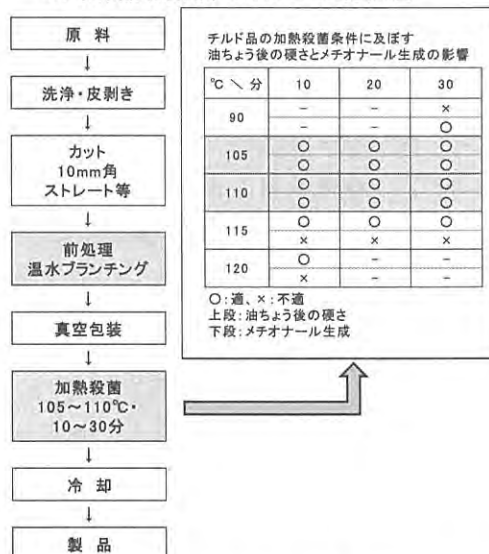 原 料
↓
洗浄・皮剥き
↓
カット
10mm角
ストレート等
↓
前処理
温水ブランチング
↓
真空包装
↓
加熱殺菌
105～110℃・
10～30分
↓
冷 却
↓
製 品
チルド品の加熱殺菌条件に及ぼす
油ちょう後の硬さとメチオナール生成の影響
℃ ＼ 分 10 20 30
90 － － ×
－ － ○
105 ○ ○ ○
○ ○ ○
110 ○ ○ ○
○ ○ ○
115 ○ ○ ○
× × ×
120 ○ － －
× － －
○：適、×：不適
上段：油ちょう後の硬さ
下段：メチオナール生成